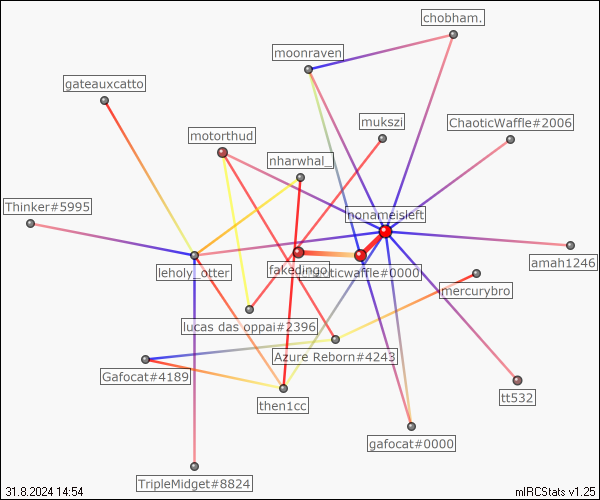 chobham.
moonraven
gateauxcatto
mukszi
ChaoticWaffle#2006
motorthud
nharwhal_
Thinker#5995
nonameisleft
amah1246
leholy_otter
fakedingo
mercurybro
lucas das oppai#2396
Azure Reborn#4243
Gafocat#4189
tt532
then1cc
gafocat#0000
TripleMidget#8824
31.8.2024 14:54
mIRCStats v1.25